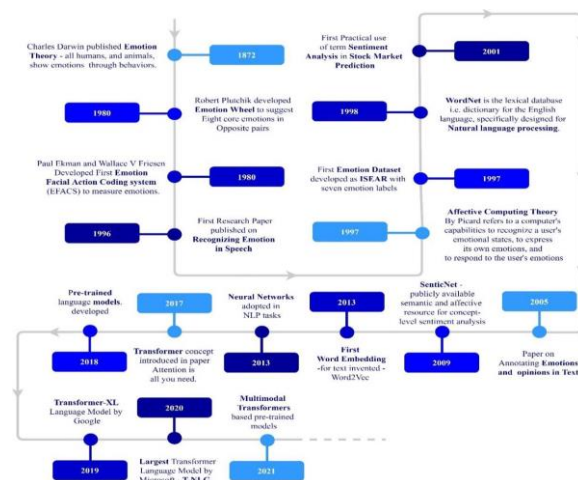 Charles Darwin published Emotion
Theory - all humans, and animals,
show emotions through behaviors.
1872
1980
Robert Plutchik developed
Emotion Wheel to suggest
Eight core emotions in
Opposite pairs
Paul Ekman and Wallace V Friesen
Developed First Emotion
Facial Action Coding system
(EFACS) to measure emotions.
1980
1996
First Research Paper
published on
Recognizing Emotion
in Speech
Affective Computing Theory
By Picard refers to a computer's
capabilities to recognize a user's
emotional states, to express
its own emotions, and
to respond to the user's emotions
1997
First Emotion Dataset
developed as ISEAR with
seven emotion labels
1997
1998
WordNet is the lexical database
i.e. dictionary for the English
language, specifically designed for
Natural language processing.
First Practical use
of term Sentiment
Analysis in Stock Market
Prediction
2001
2005
Paper on
Annotating Emotions
and opinions in Text
SenticNet -
publicly available
semantic and affective
resource for concept-
level sentiment analysis
2009
2013
First
Word Embedding
-for text invented -
Word2Vec
Neural Networks
adopted in
NLP tasks
2013
2017
Transformer concept
introduced in paper
Attention is
all you need.
Pre-trained
language models.
developed
2018
Transformer-XL
Language Model by
Google
2019
2020
Largest Transformer
Language Model by
Multimodal
Transformers
based pre-trained
models
2021